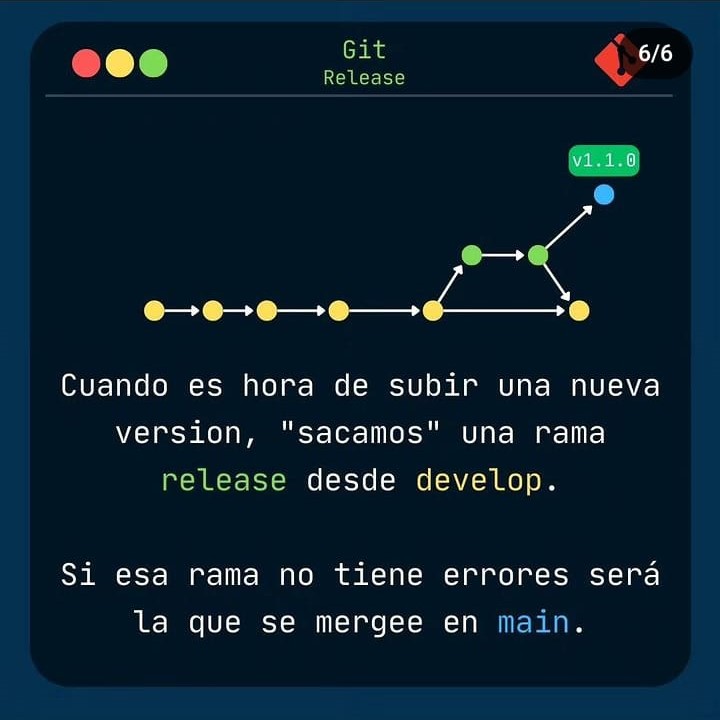 Git
Release
6/6
v1.1.0
Cuando es hora de subir una nueva
version, "sacamos" una rama
release desde develop.
Si esa rama no tiene errores será
la que se mergee en main.